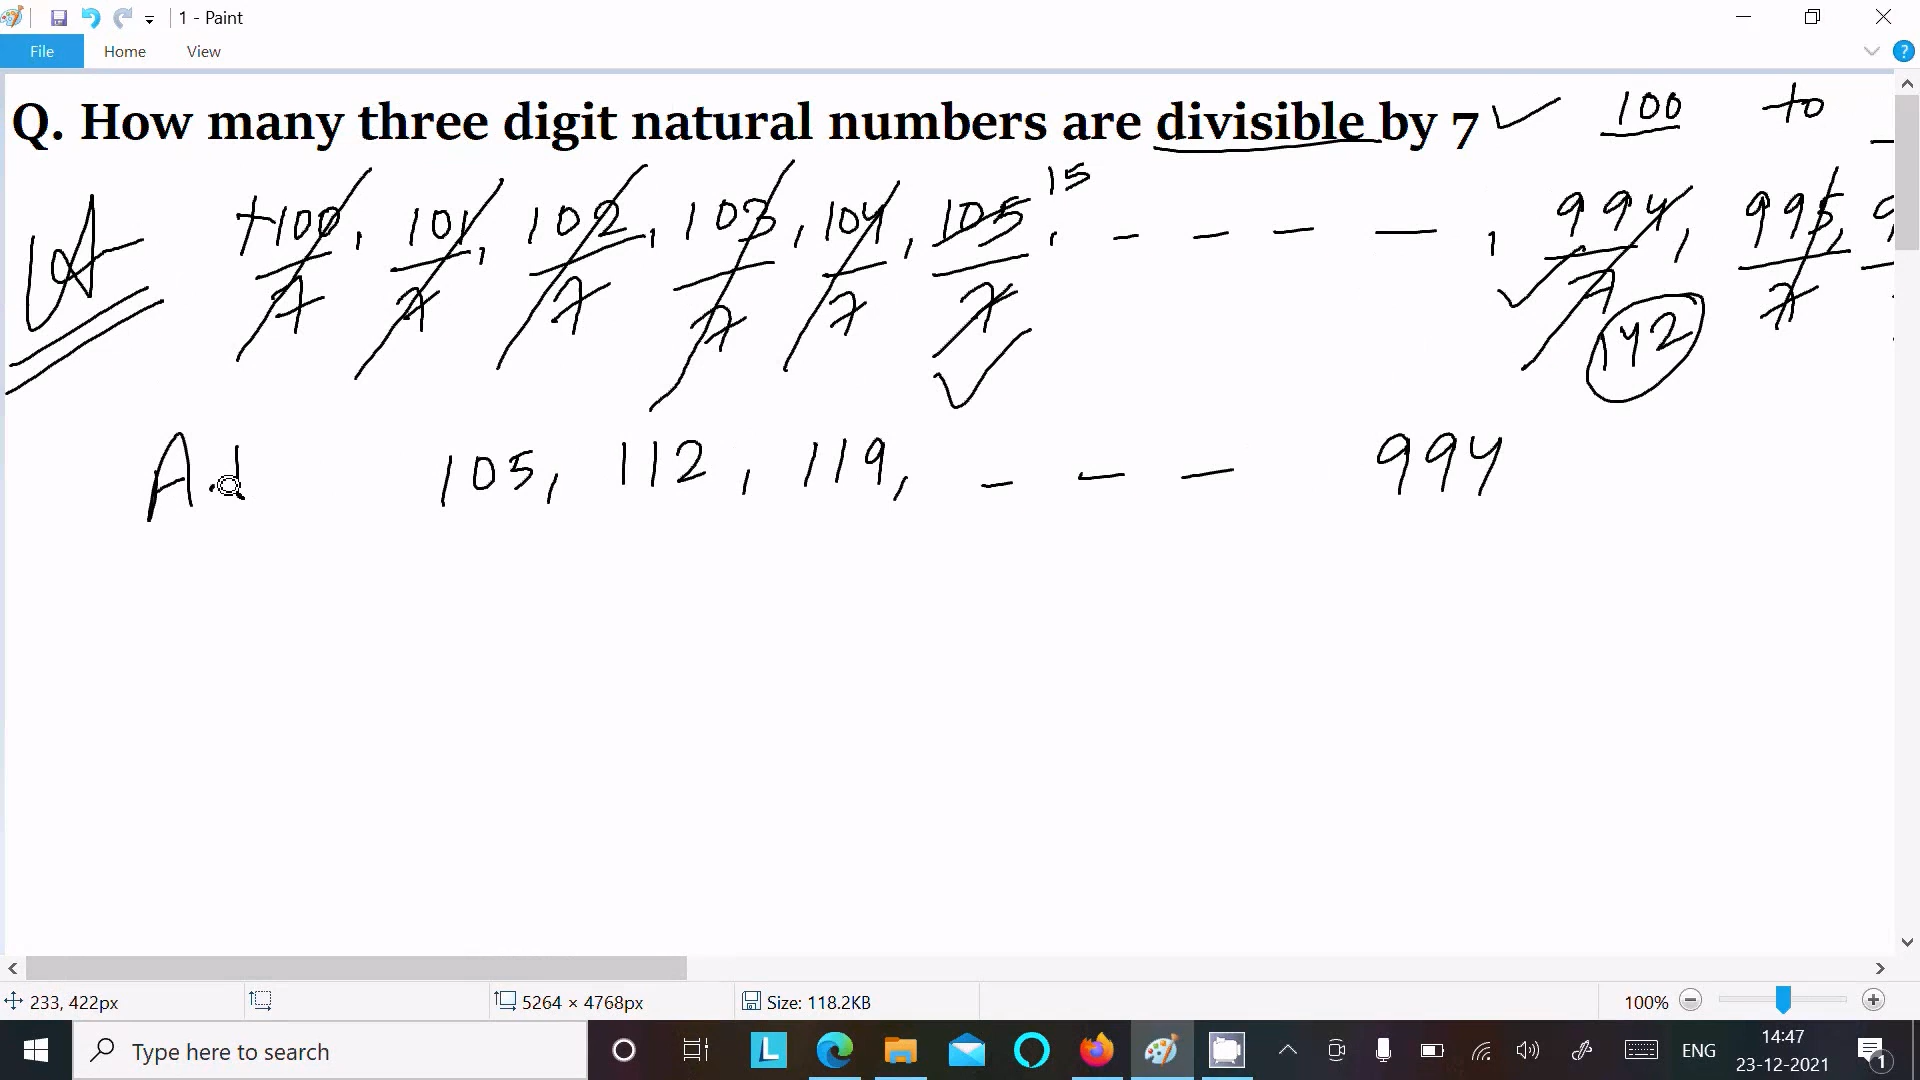 1 - Paint
File Home View
Q. How many three digit natural numbers are divisible by 7 100 to
100, 101, 102, 103, 104, 105, 15 , 994, 995,
7 7 7 7 7 7 7 7
142
A.d 105, 112, 119, _ _ _ 994
233, 422px 5264 × 4768px Size: 118.2KB 100%
Type here to search L ENG 14:47
23-12-2021 1